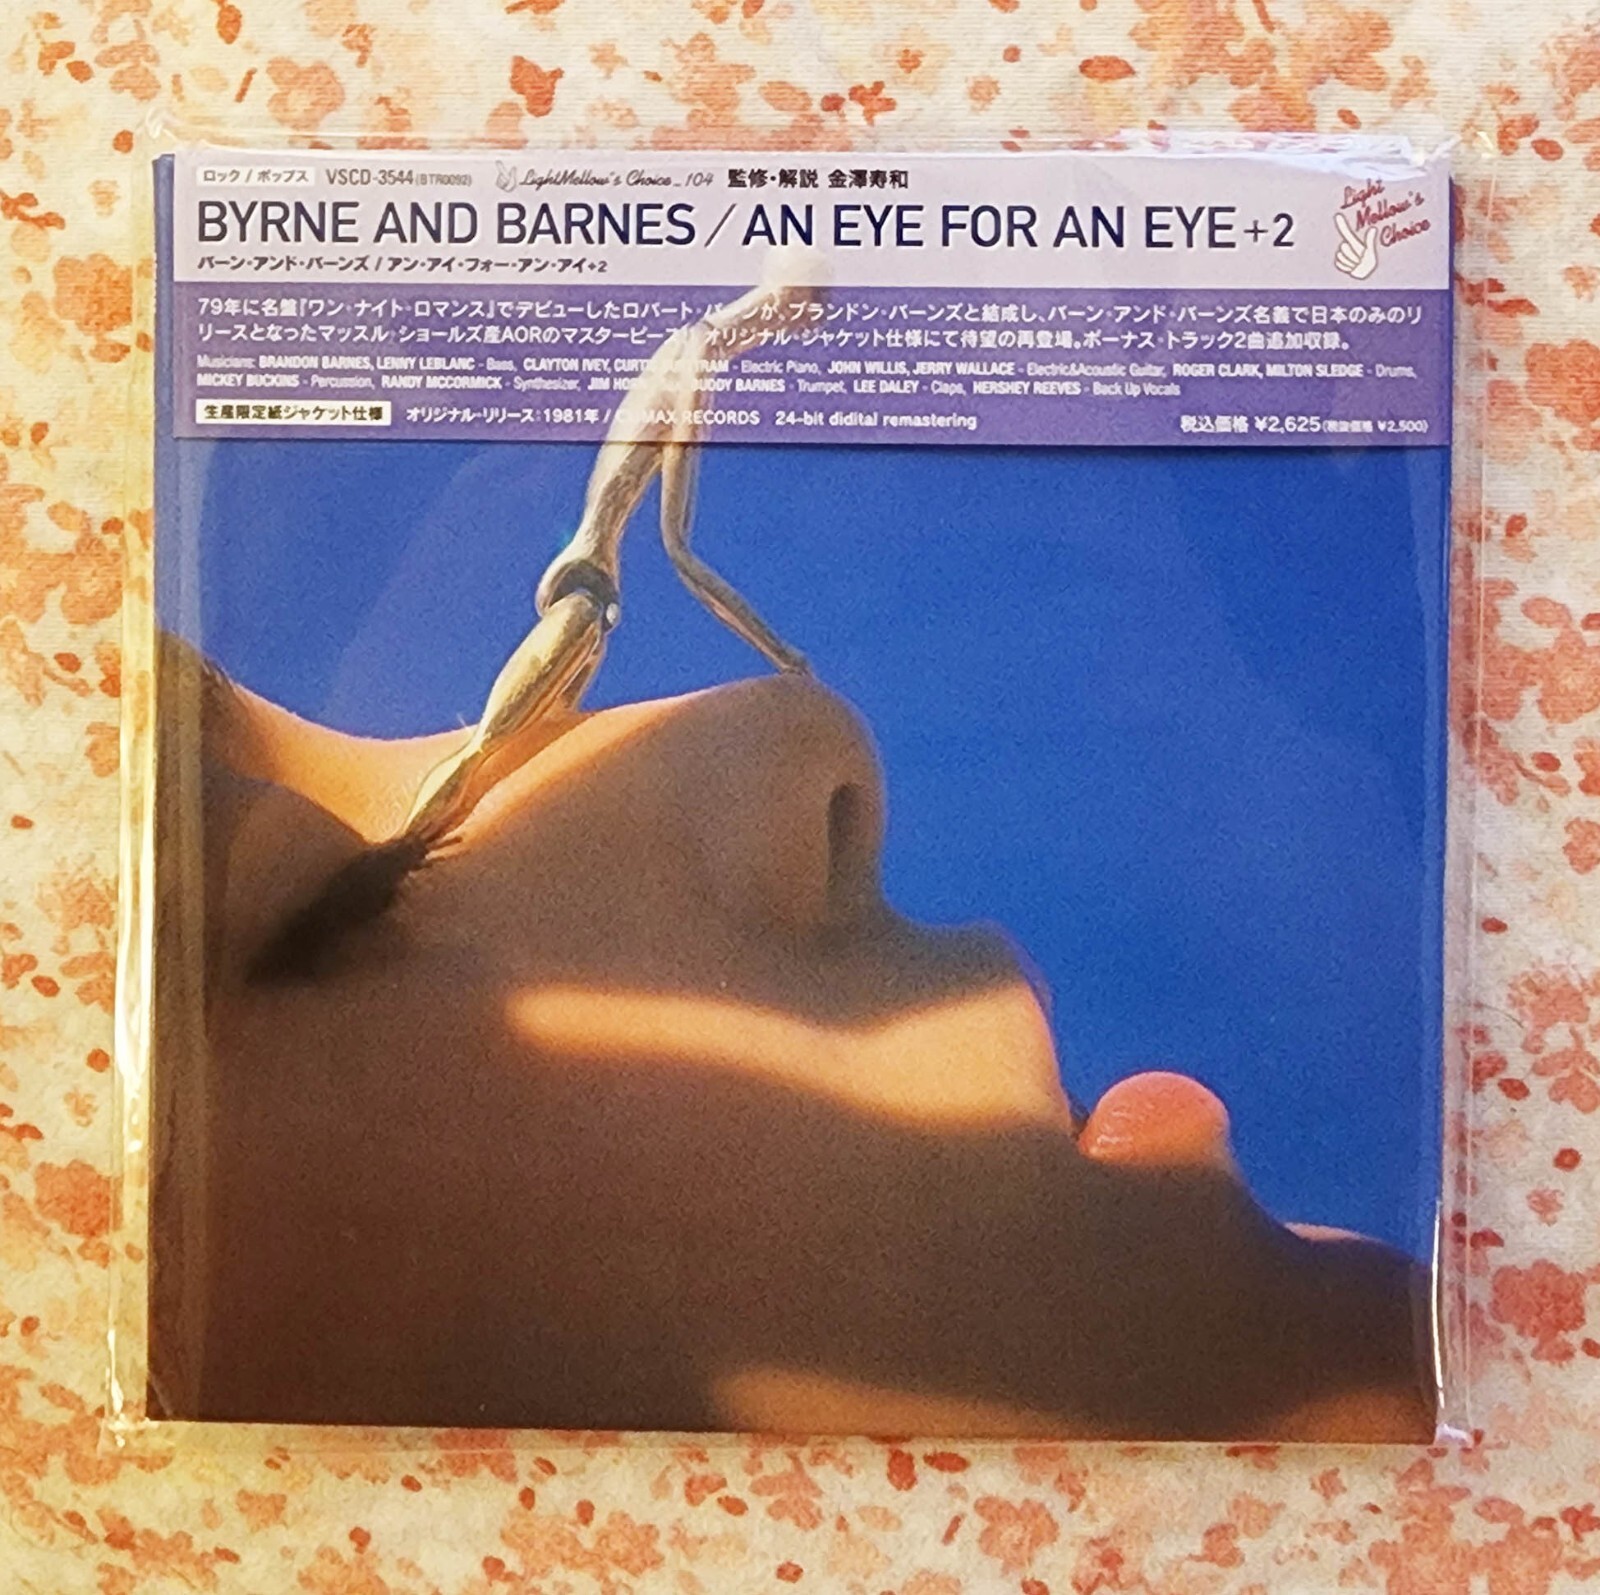 ロック / ポップス VSCD-3544 (BTR0092) LightMellow's Choice_104 監修・解説 金澤寿和
BYRNE AND BARNES / AN EYE FOR AN EYE+2
バーン・アンド・バーンズ / アン・アイ・フォー・アン・アイ+2
Light Mellow's Choice
79年に名盤『ワン・ナイト・ロマンス』でデビューしたロバート・バーンが、ブランドン・バーンズと結成し、バーン・アンド・バーンズ名義で日本のみのリ
リースとなったマッスル・ショールズ産AORのマスターピース!! オリジナル・ジャケット仕様にて待望の再登場。ボーナス・トラック2曲追加収録。
Musicians: BRANDON BARNES, LENNY LEBLANC - Bass, CLAYTON IVEY, - Electric Piano, JOHN WILLIS, JERRY WALLACE - Electric&Acoustic Guitar, ROGER CLARK, MILTON SLEDGE - Drums,
MICKEY BUCKINS - Percussion, RANDY MCCORMICK - Synthesizer, JIM BUDDY BARNES - Trumpet, LEE DALEY - Claps, HERSHEY REEVES - Back Up Vocals
生産限定紙ジャケット仕様 オリジナル・リリース:1981年 / CLIMAX RECORDS 24-bit didital remastering 税込価格 ¥2,625 (税抜価格 ¥2,500)